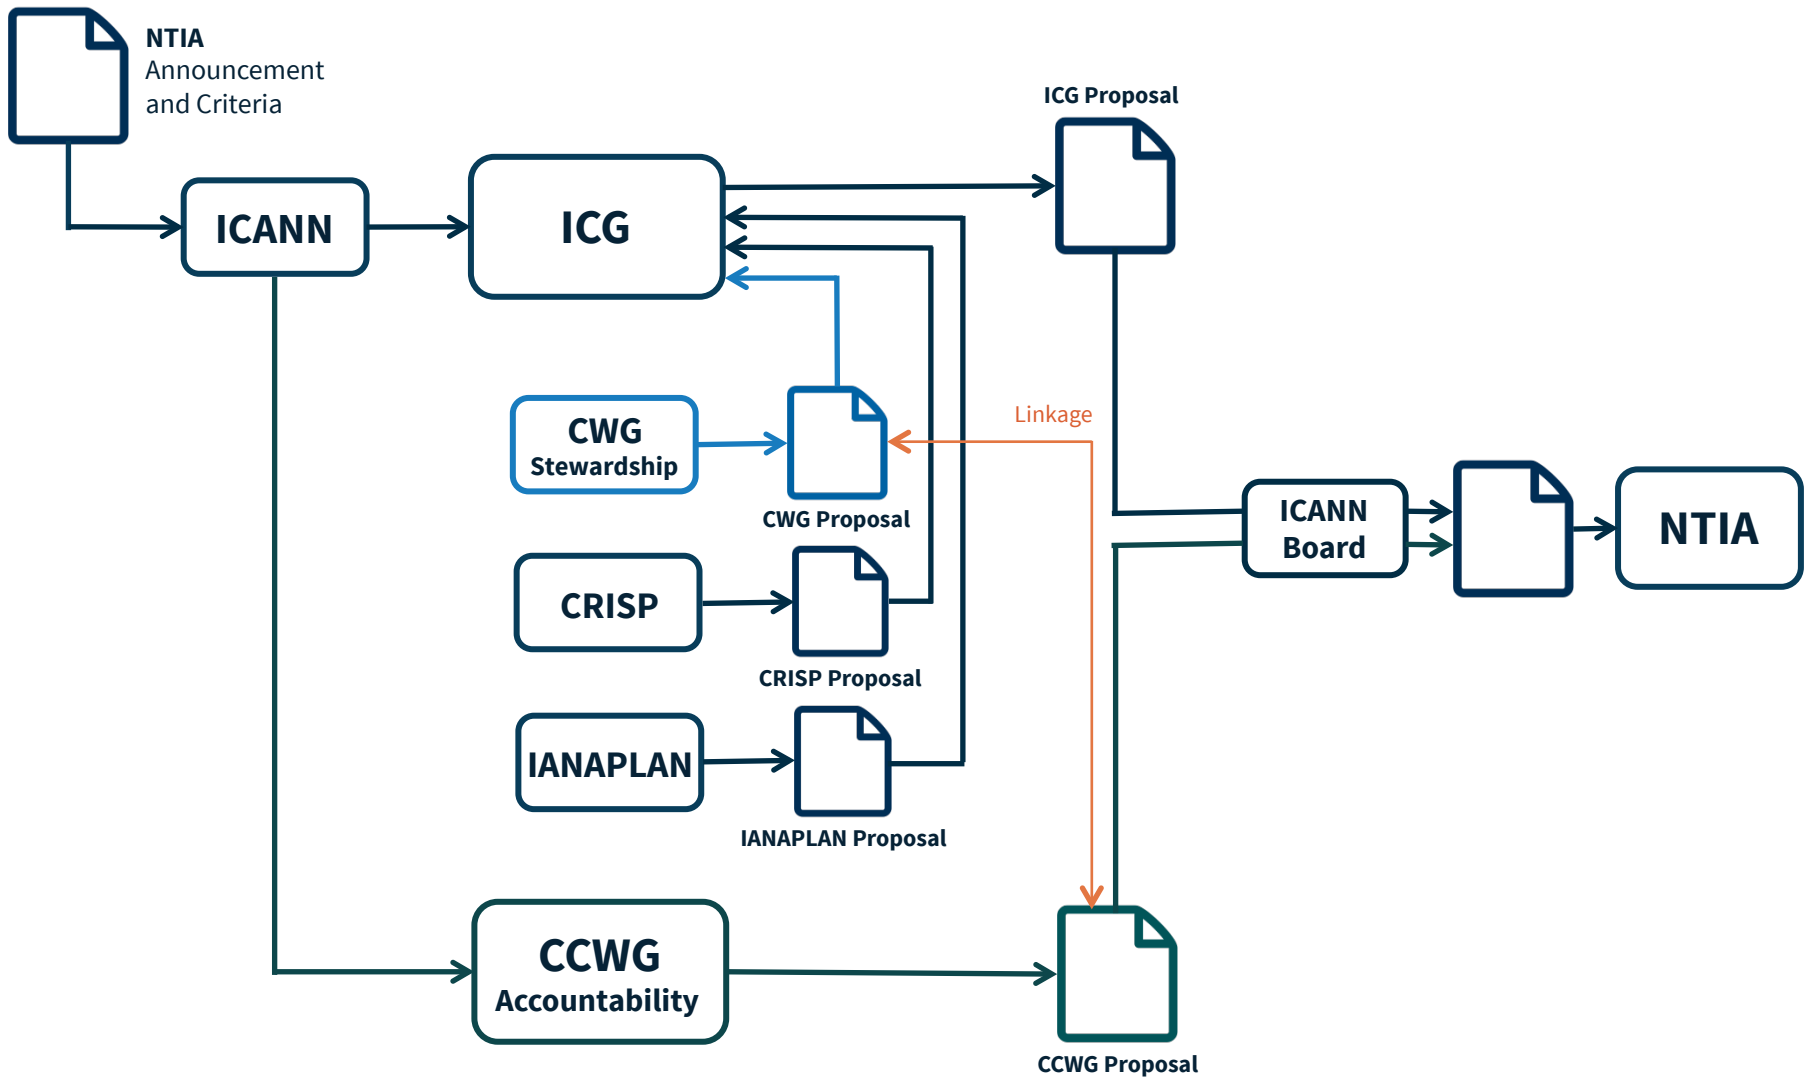 NTIA
Announcement
and Criteria
ICG Proposal
ICANN
ICG
Linkage
CWG
Stewardship
CWG Proposal
ICANN
Board
NTIA
CRISP
CRISP Proposal
IANAPLAN
IANAPLAN Proposal
CCWG
Accountability
CCWG Proposal